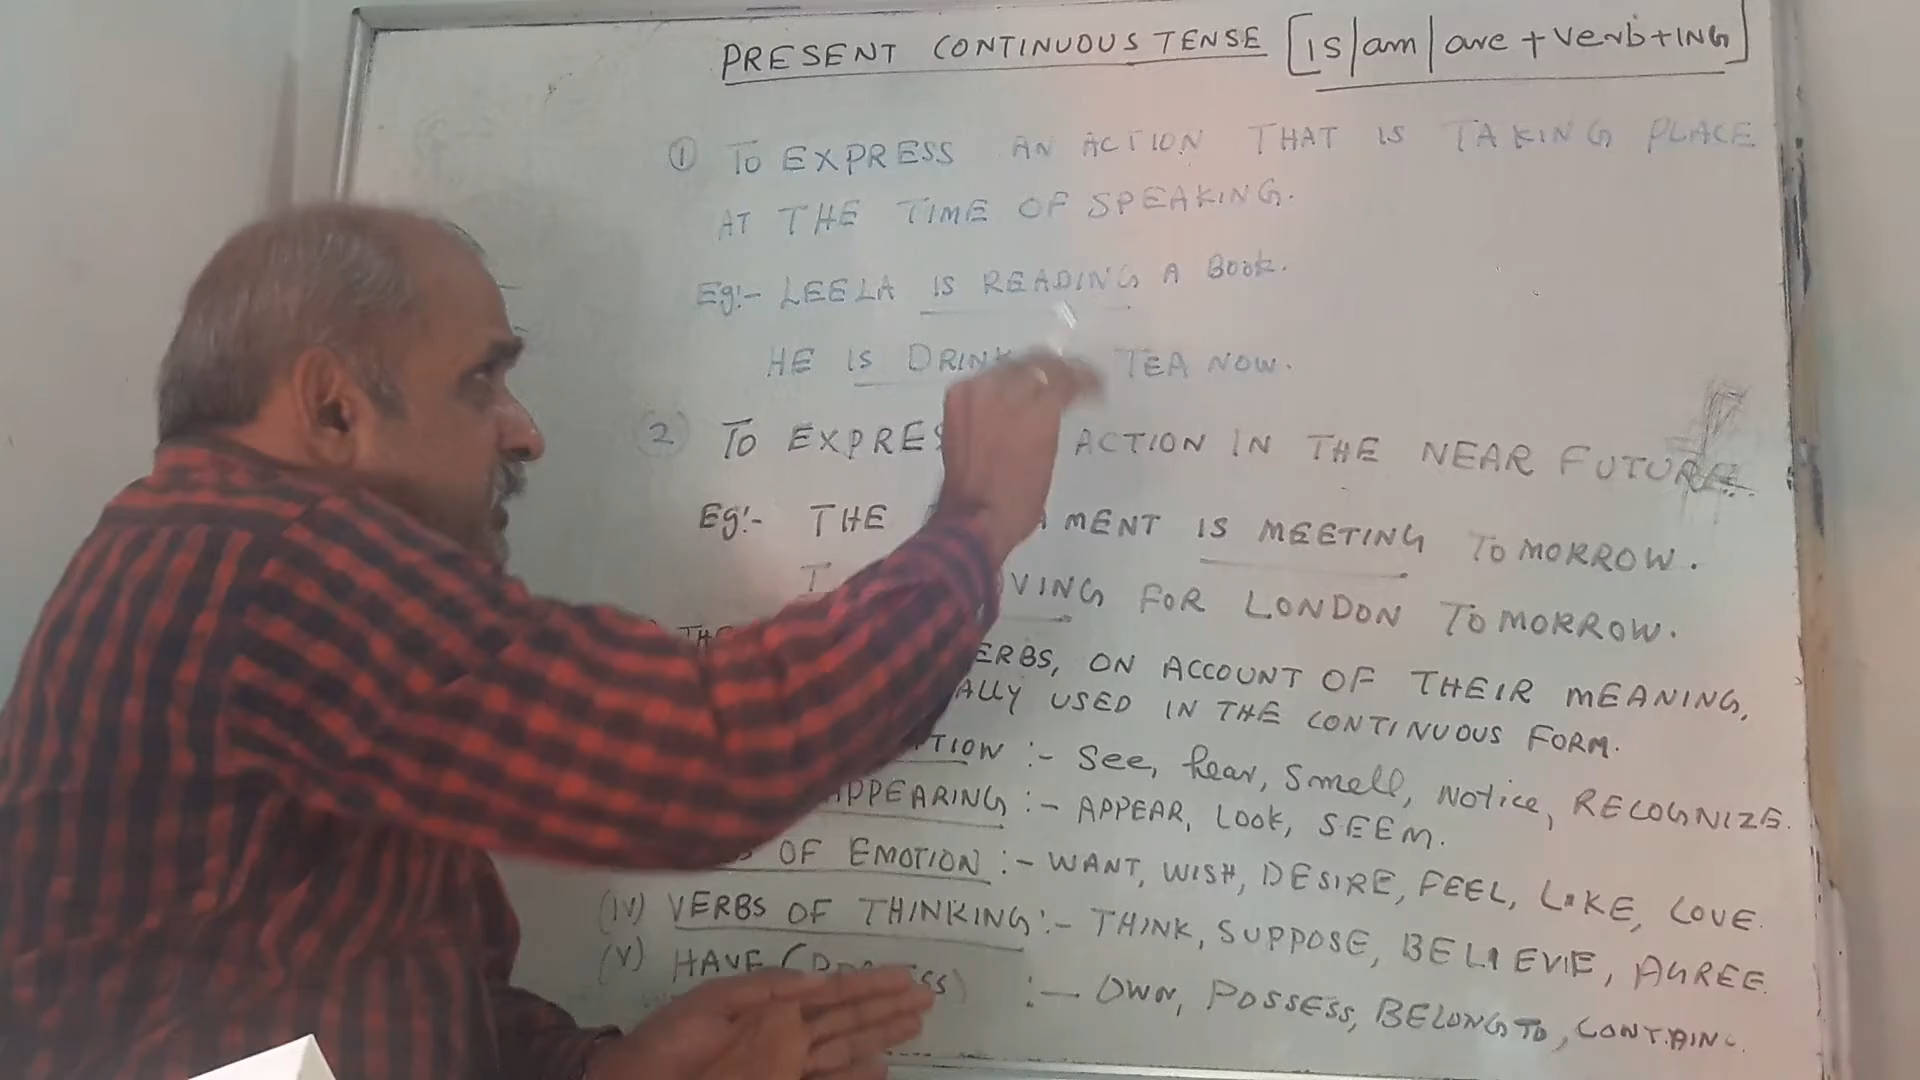 PRESENT CONTINUOUS TENSE [IS/am/are + verb + ING]
① TO EXPRESS AN ACTION THAT IS TAKING PLACE
AT THE TIME OF SPEAKING.
Eg:- LEELA IS READING A BOOK.
HE IS DRINK TEA NOW.
② TO EXPRES ACTION IN THE NEAR FUTURE.
Eg:- THE MENT IS MEETING TOMORROW.
I VING FOR LONDON TOMORROW.
ERBS, ON ACCOUNT OF THEIR MEANING,
ALLY USED IN THE CONTINUOUS FORM.
TION :- See, hear, Smell, Notice, RECOGNIZE.
APPEARING :- APPEAR, LOOK, SEEM.
OF EMOTION :- WANT, WISH, DESIRE, FEEL, LIKE, LOVE.
(IV) VERBS OF THINKING :- THINK, SUPPOSE, BELIEVE, AGREE.
(V) HAVE ( SS) :- OWN, POSSESS, BELONGS TO, CONTAIN